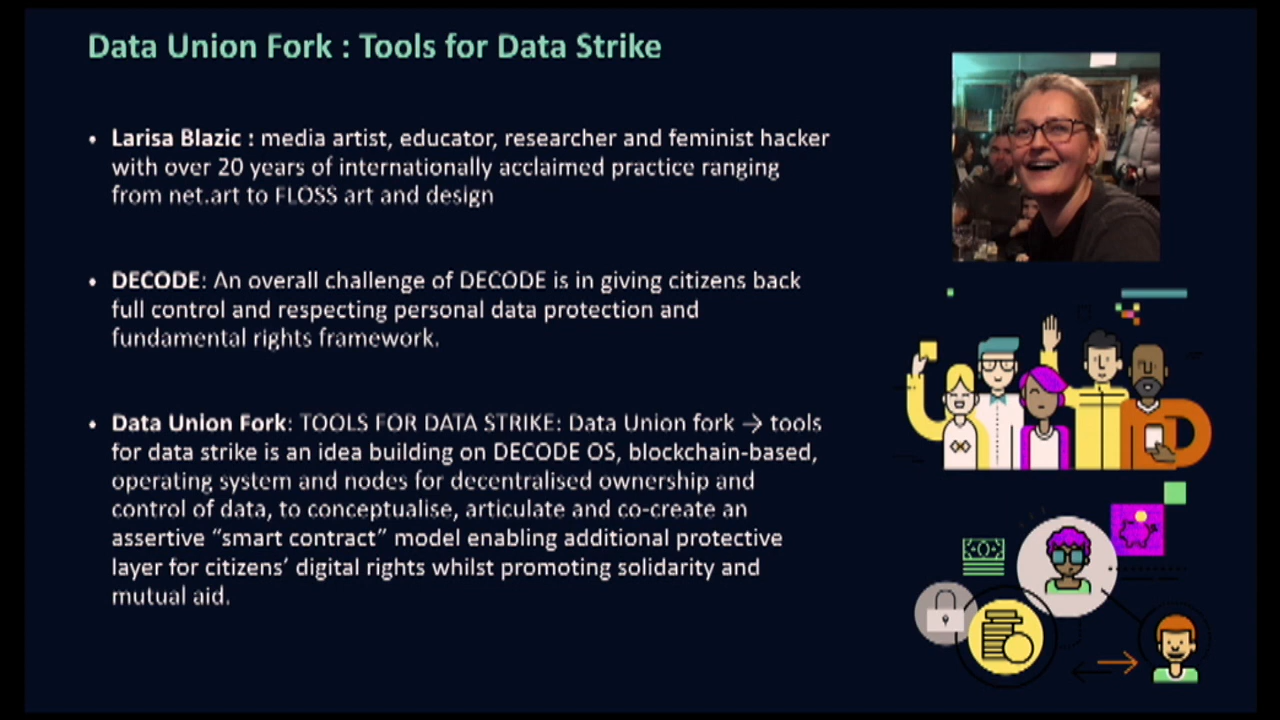 Data Union Fork : Tools for Data Strike
• Larisa Blazic : media artist, educator, researcher and feminist hacker
with over 20 years of internationally acclaimed practice ranging
from net.art to FLOSS art and design
• DECODE: An overall challenge of DECODE is in giving citizens back
full control and respecting personal data protection and
fundamental rights framework.
• Data Union Fork: TOOLS FOR DATA STRIKE: Data Union fork → tools
for data strike is an idea building on DECODE OS, blockchain-based,
operating system and nodes for decentralised ownership and
control of data, to conceptualise, articulate and co-create an
assertive “smart contract” model enabling additional protective
layer for citizens’ digital rights whilst promoting solidarity and
mutual aid.